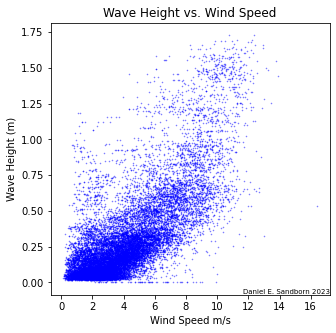 Wave Height vs. Wind Speed
1.75
1.50
1.25
1.00
0.75
0.50
0.25
0.00
Wave Height (m)
0 2 4 6 8 10 12 14 16
Wind Speed m/s
Daniel E. Sandborn 2023